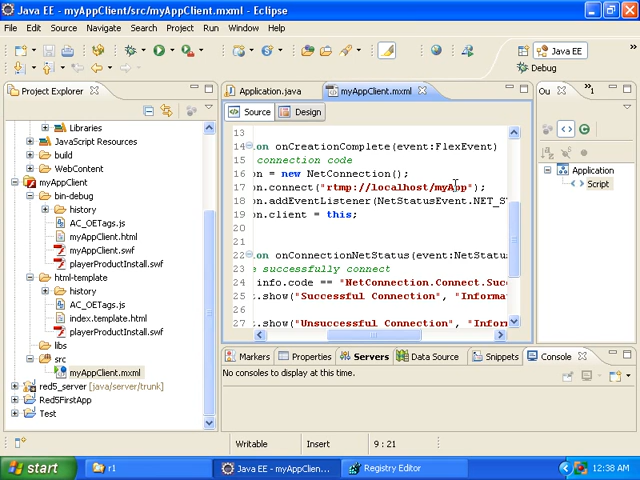 Java EE - myAppClient/src/myAppClient.mxml - Eclipse
File Edit Source Navigate Search Project Run Window Help
Java EE
Debug
Project Explorer
Application.java
myAppClient.mxml
Ou
1
Source
Design
Libraries
JavaScript Resources
build
WebContent
myAppClient
bin-debug
history
AC_OETags.js
myAppClient.html
myAppClient.swf
playerProductInstall.swf
html-template
history
AC_OETags.js
index.template.html
playerProductInstall.swf
libs
src
myAppClient.mxml
red5_server [java/server/trunk]
Red5FirstApp
Test
13
14 on onCreationComplete(event:FlexEvent)
15 connection code
16 on = new NetConnection();
17 n.connect("rtmp://localhost/myApp");
18 n.addEventListener(NetStatusEvent.NET_S
19 n.client = this;
20
21
22 on onConnectionNetStatus(event:NetStatus
23 e successfully connect
24 info.code == "NetConnection.Connect.Suc
25 t.show("Successful Connection", "Informa
26
27 t.show("Unsuccessful Connection", "Infor
Application
Script
Markers Properties Servers Data Source Snippets Console
No consoles to display at this time.
Writable Insert 9 : 21
start r1 Java EE - myAppClien... Registry Editor 12:38 AM